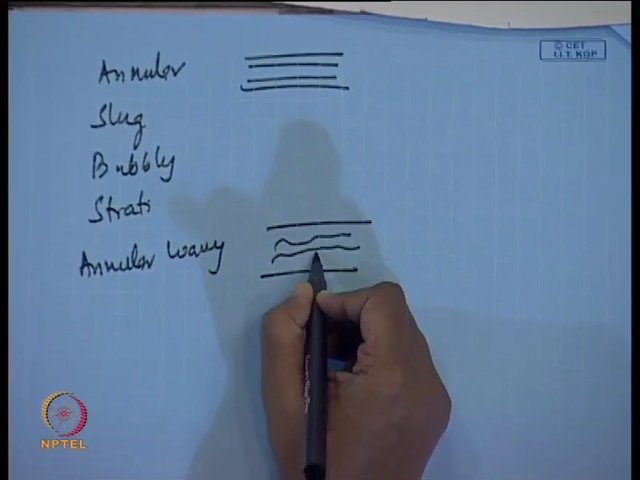 Annular
© CET
I.I.T. KGP
Slug
Bubbly
Strati
Annular wavy
NPTEL